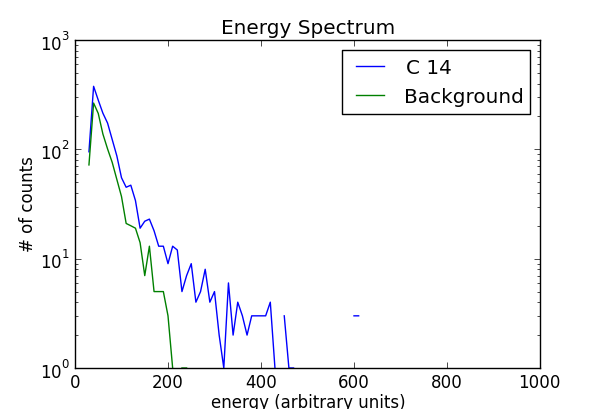 Energy Spectrum
C 14
Background
# of counts
10^3
10^2
10^1
10^0
0 200 400 600 800 1000
energy (arbitrary units)